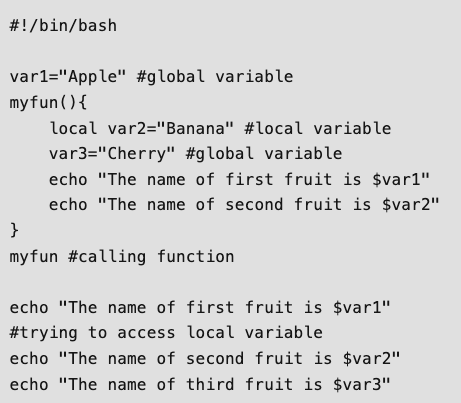 #!/bin/bash
var1="Apple" #global variable
myfun(){
    local var2="Banana" #local variable
    var3="Cherry" #global variable
    echo "The name of first fruit is $var1"
    echo "The name of second fruit is $var2"
}
myfun #calling function
echo "The name of first fruit is $var1"
#trying to access local variable
echo "The name of second fruit is $var2"
echo "The name of third fruit is $var3"